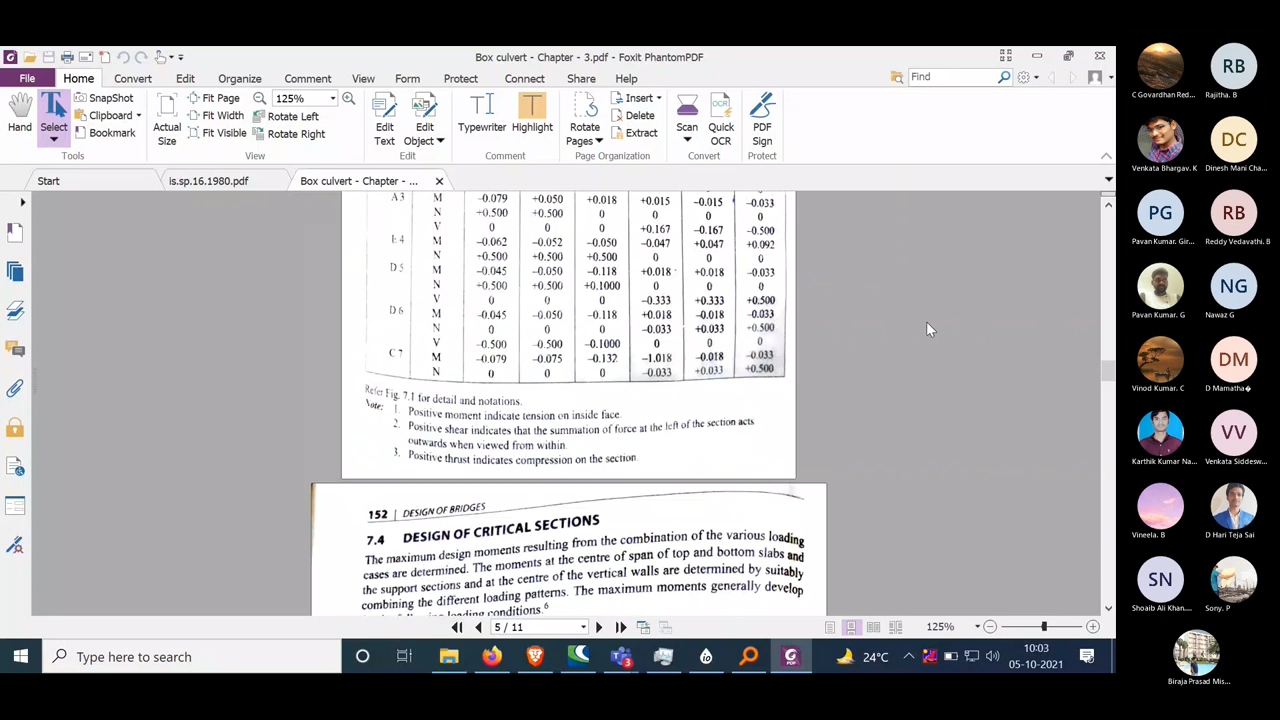 Box culvert - Chapter - 3.pdf - Foxit PhantomPDF
File Home Convert Edit Organize Comment View Form Protect Connect Share Help
Find
Hand
Select
SnapShot
Clipboard
Bookmark
Tools
Actual Size
Fit Page
Fit Width
Fit Visible
125%
Rotate Left
Rotate Right
View
Edit Text
Edit Object
Edit
Typewriter
Highlight
Comment
Rotate Pages
Insert
Delete
Extract
Page Organization
Scan
Quick OCR
Convert
PDF Sign
Protect
Start is.sp.16.1980.pdf Box culvert - Chapter - ...
A 3 M −0.079 +0.050 +0.018 +0.015 −0.015 −0.033
N +0.500 +0.500 0 0 0 0
V 0 0 0 +0.167 −0.167 −0.500
E 4 M −0.062 −0.052 −0.050 −0.047 +0.047 +0.092
N +0.500 +0.500 +0.500 0 0 0
D 5 M −0.045 −0.050 −0.118 +0.018 +0.018 −0.033
N +0.500 +0.500 +0.1000 0 0 0
V 0 0 0 −0.333 +0.333 +0.500
D 6 M −0.045 −0.050 −0.118 +0.018 −0.018 −0.033
N 0 0 0 −0.033 +0.033 +0.500
V −0.500 −0.500 −0.1000 0 0 0
C 7 M −0.079 −0.075 −0.132 −1.018 −0.018 −0.033
N 0 0 0 −0.033 +0.033 +0.500
Refer Fig. 7.1 for detail and notations.
Note: 1. Positive moment indicate tension on inside face.
2. Positive shear indicates that the summation of force at the left of the section acts
outwards when viewed from within.
3. Positive thrust indicates compression on the section.
152 | DESIGN OF BRIDGES
7.4 DESIGN OF CRITICAL SECTIONS
The maximum design moments resulting from the combination of the various loading
cases are determined. The moments at the centre of span of top and bottom slabs and
the support sections and at the centre of the vertical walls are determined by suitably
combining the different loading patterns. The maximum moments generally develop
loading conditions.6
5 / 11
125%
Type here to search
24°C
10:03
05-10-2021
C Govardhan Red...
RB
Rajitha. B
Venkata Bhargav. K
DC
Dinesh Mani Cha...
PG
Pavan Kumar. Gir...
RB
Reddy Vedavathi. B
Pavan Kumar. G
NG
Nawaz G
Vinod Kumar. C
DM
D Mamatha�
Karthik Kumar Na...
VV
Venkata Siddesw...
Vineela. B
D Hari Teja Sai
SN
Shoaib Ali Khan....
Sony. P
Biraja Prasad Mis...